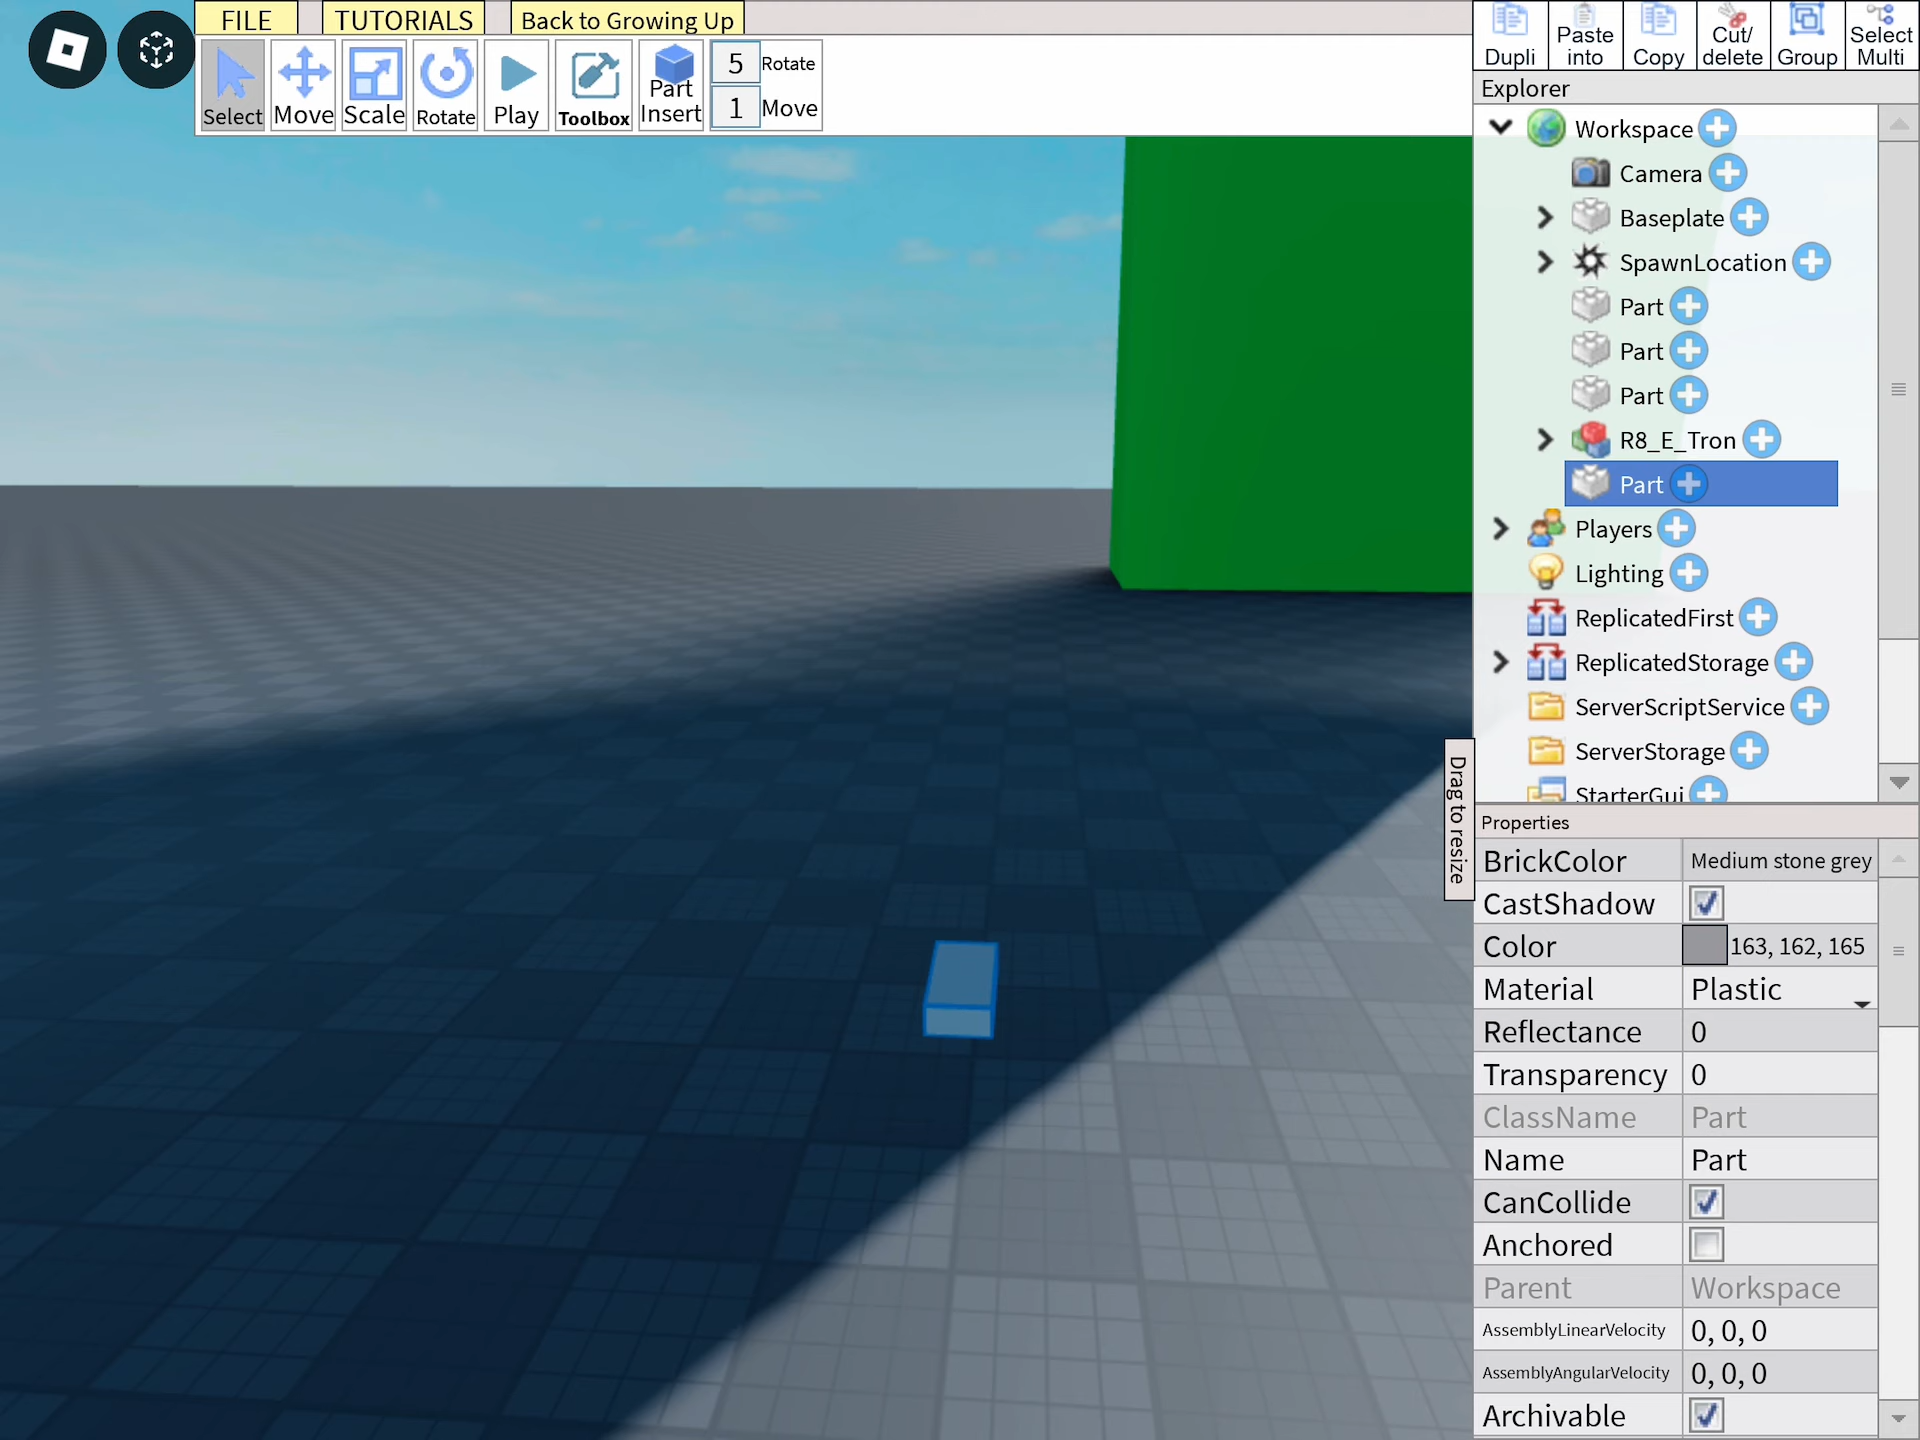 FILE
TUTORIALS
Back to Growing Up
Select
Move
Scale
Rotate
Play
Toolbox
Part
Insert
5 Rotate
1 Move
Dupli
Paste
into
Copy
Cut/
delete
Group
Select
Multi
Explorer
Workspace
Camera
Baseplate
SpawnLocation
Part
Part
Part
R8_E_Tron
Part
Players
Lighting
ReplicatedFirst
ReplicatedStorage
ServerScriptService
ServerStorage
StarterGui
Drag to resize
Properties
BrickColor Medium stone grey
CastShadow
Color 163, 162, 165
Material Plastic
Reflectance 0
Transparency 0
ClassName Part
Name Part
CanCollide
Anchored
Parent Workspace
AssemblyLinearVelocity 0, 0, 0
AssemblyAngularVelocity 0, 0, 0
Archivable